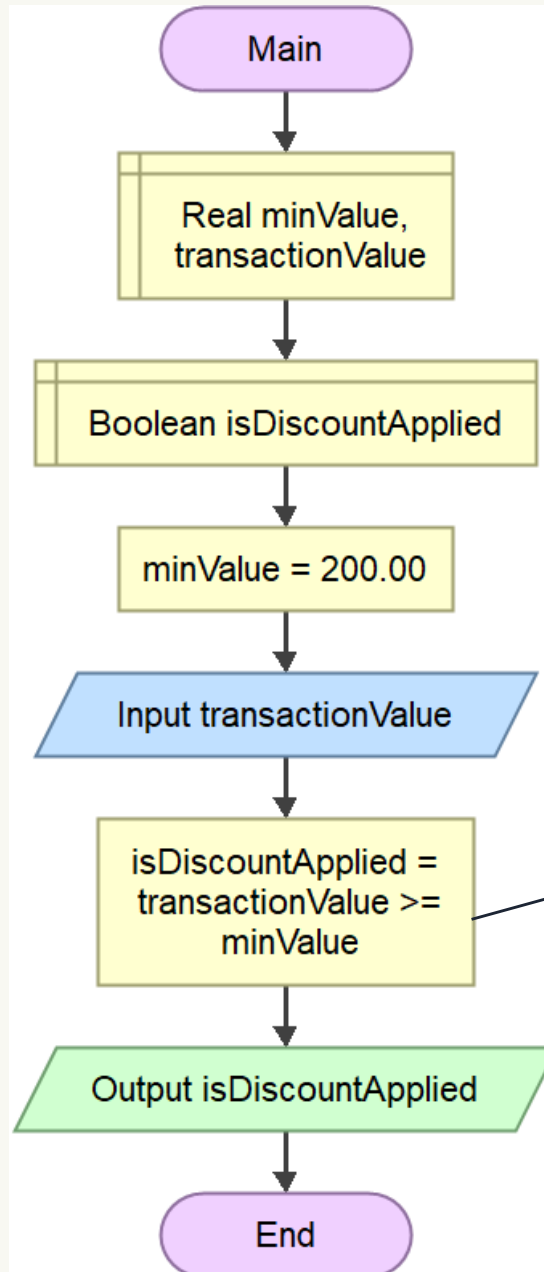 Main
Real minValue,
transactionValue
Boolean isDiscountApplied
minValue = 200.00
Input transactionValue
isDiscountApplied =
transactionValue >=
minValue
Output isDiscountApplied
End